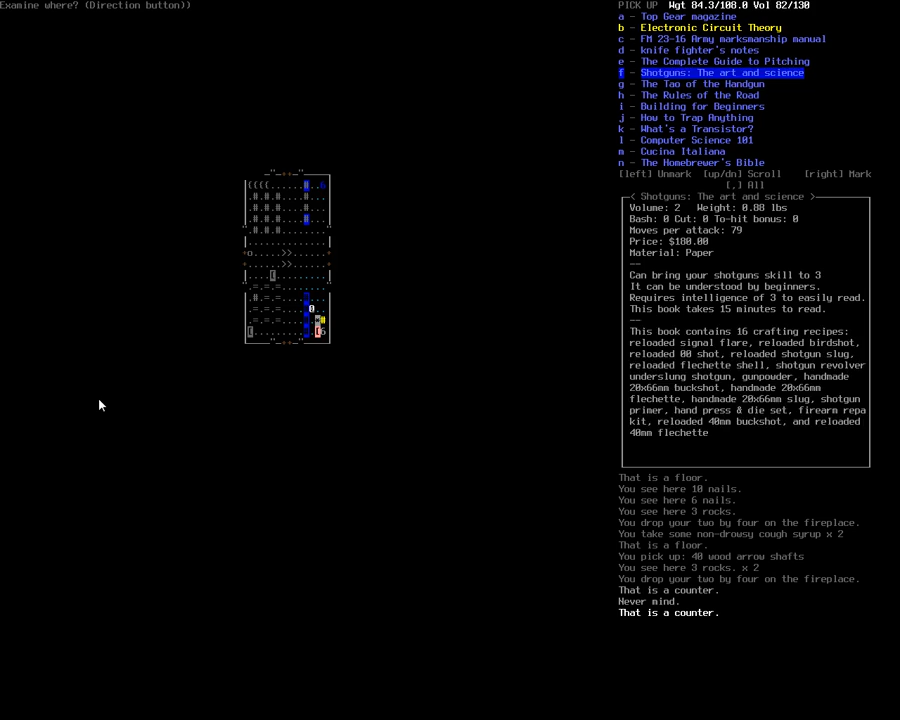 Examine where? (Direction button))
PICK UP  Wgt 84.3/108.0 Vol 82/130
a - Top Gear magazine
b - Electronic Circuit Theory
c - FM 23-16 Army marksmanship manual
d - knife fighter's notes
e - The Complete Guide to Pitching
f - Shotguns: The art and science
g - The Tao of the Handgun
h - The Rules of the Road
i - Building for Beginners
j - How to Trap Anything
k - What's a Transistor?
l - Computer Science 101
m - Cucina Italiana
n - The Homebrewer's Bible
[left] Unmark  [up/dn] Scroll  [right] Mark
[,] All
< Shotguns: The art and science >
Volume: 2  Weight: 0.88 lbs
Bash: 0 Cut: 0 To-hit bonus: 0
Moves per attack: 79
Price: $180.00
Material: Paper
--
Can bring your shotguns skill to 3
It can be understood by beginners.
Requires intelligence of 3 to easily read.
This book takes 15 minutes to read.
--
This book contains 16 crafting recipes:
reloaded signal flare, reloaded birdshot,
reloaded 00 shot, reloaded shotgun slug,
reloaded flechette shell, shotgun revolver
underslung shotgun, gunpowder, handmade
20x66mm buckshot, handmade 20x66mm
flechette, handmade 20x66mm slug, shotgun
primer, hand press & die set, firearm repa
kit, reloaded 40mm buckshot, and reloaded
40mm flechette
That is a floor.
You see here 10 nails.
You see here 6 nails.
You see here 3 rocks.
You drop your two by four on the fireplace.
You take some non-drowsy cough syrup x 2
That is a floor.
You pick up: 40 wood arrow shafts
You see here 3 rocks. x 2
You drop your two by four on the fireplace.
That is a counter.
Never mind.
That is a counter.